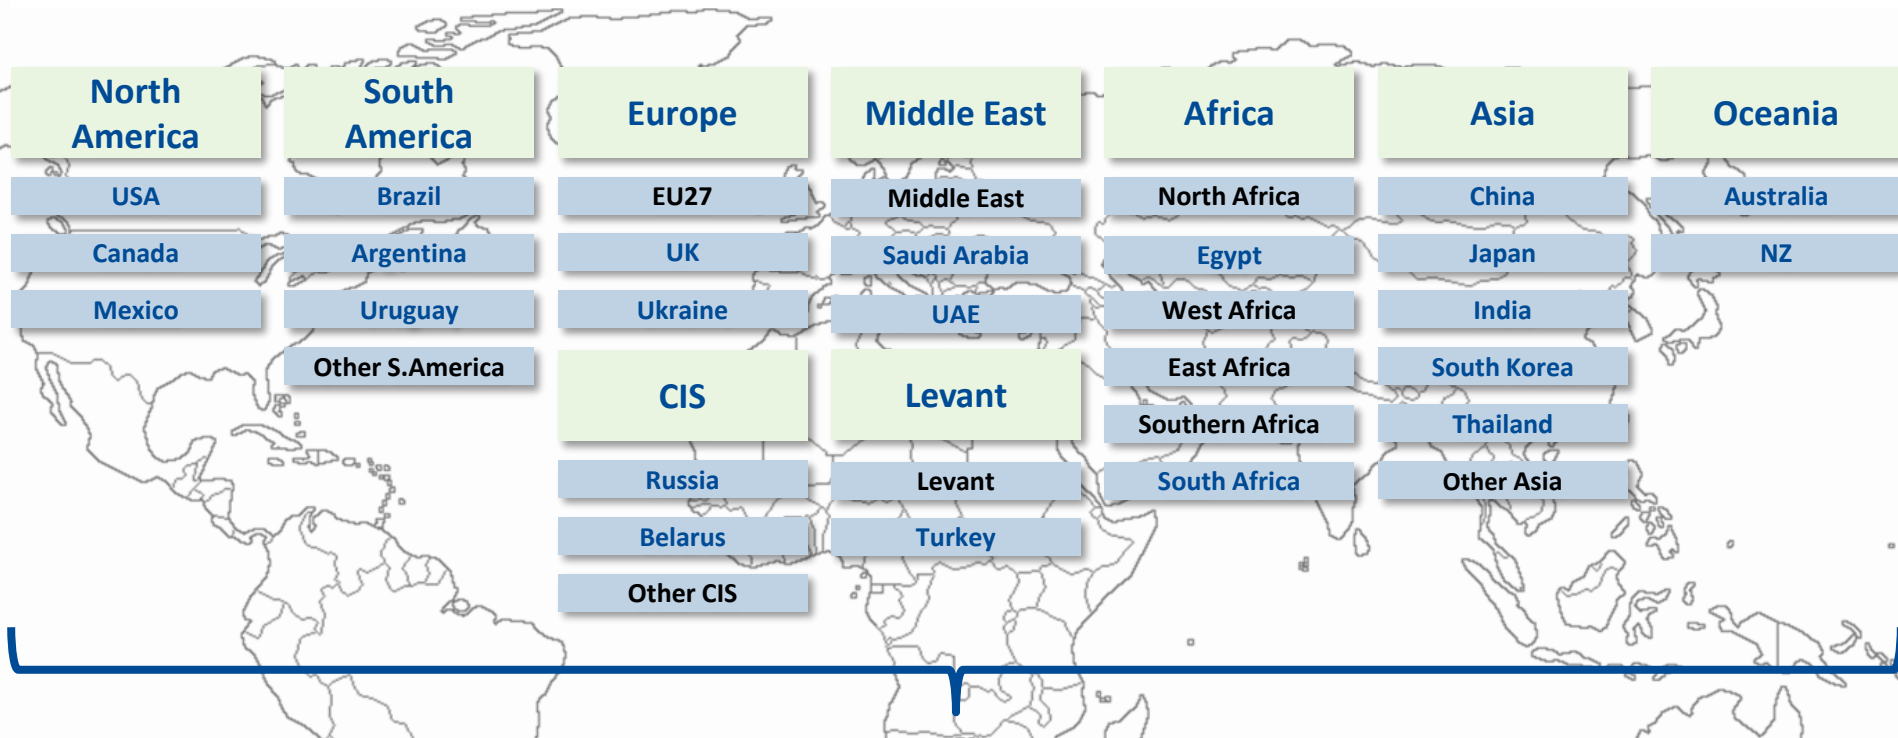 North
America
USA
Canada
Mexico
South
America
Brazil
Argentina
Uruguay
Other S.America
Europe
EU27
UK
Ukraine
CIS
Russia
Belarus
Other CIS
Middle East
Middle East
Saudi Arabia
UAE
Levant
Levant
Turkey
Africa
North Africa
Egypt
West Africa
East Africa
Southern Africa
South Africa
Asia
China
Japan
India
South Korea
Thailand
Other Asia
Oceania
Australia
NZ